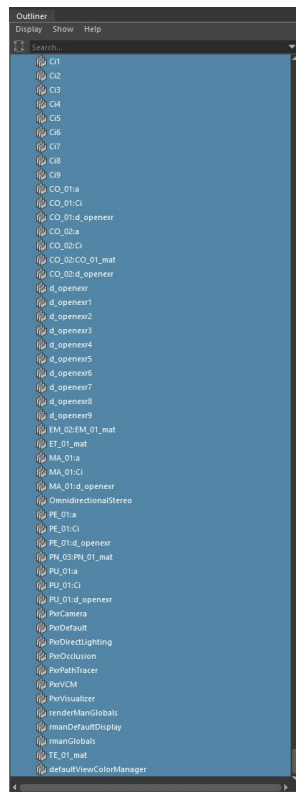 Outliner
Display Show Help
Search...
Ci1
Ci2
Ci3
Ci4
Ci5
Ci6
Ci7
Ci8
Ci9
CO_01:a
CO_01:Ci
CO_01:d_openexr
CO_02:a
CO_02:Ci
CO_02:CO_01_mat
CO_02:d_openexr
d_openexr
d_openexr1
d_openexr2
d_openexr3
d_openexr4
d_openexr5
d_openexr6
d_openexr7
d_openexr8
d_openexr9
EM_02:EM_01_mat
ET_01_mat
MA_01:a
MA_01:Ci
MA_01:d_openexr
OmnidirectionalStereo
PE_01:a
PE_01:Ci
PE_01:d_openexr
PN_03:PN_01_mat
PU_01:a
PU_01:Ci
PU_01:d_openexr
PxrCamera
PxrDefault
PxrDirectLighting
PxrOcclusion
PxrPathTracer
PxrVCM
PxrVisualizer
renderManGlobals
rmanDefaultDisplay
rmanGlobals
TE_01_mat
defaultViewColorManager